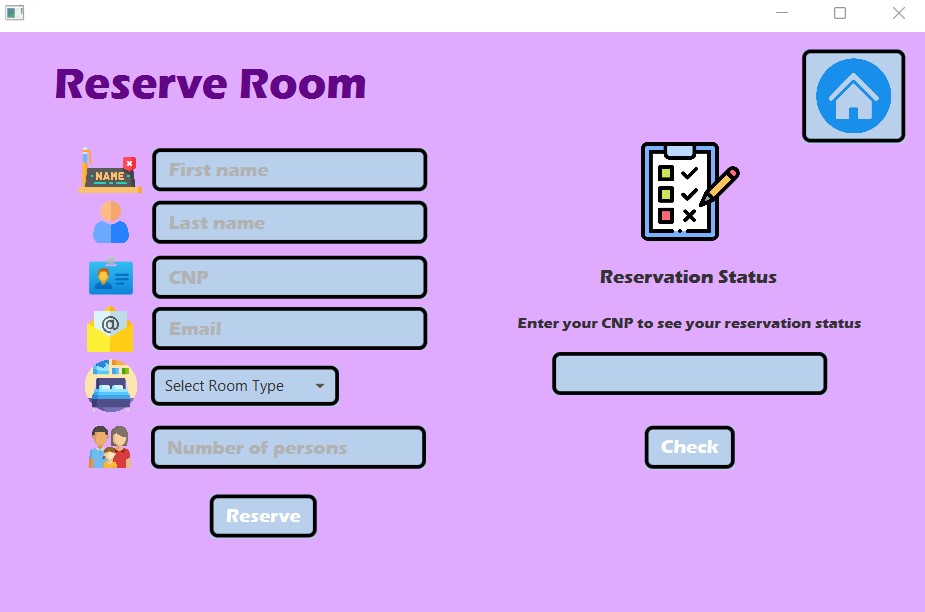 Reserve Room
NAME
First name
Last name
CNP
@
Email
Select Room Type
Number of persons
Reserve
Reservation Status
Enter your CNP to see your reservation status
Check